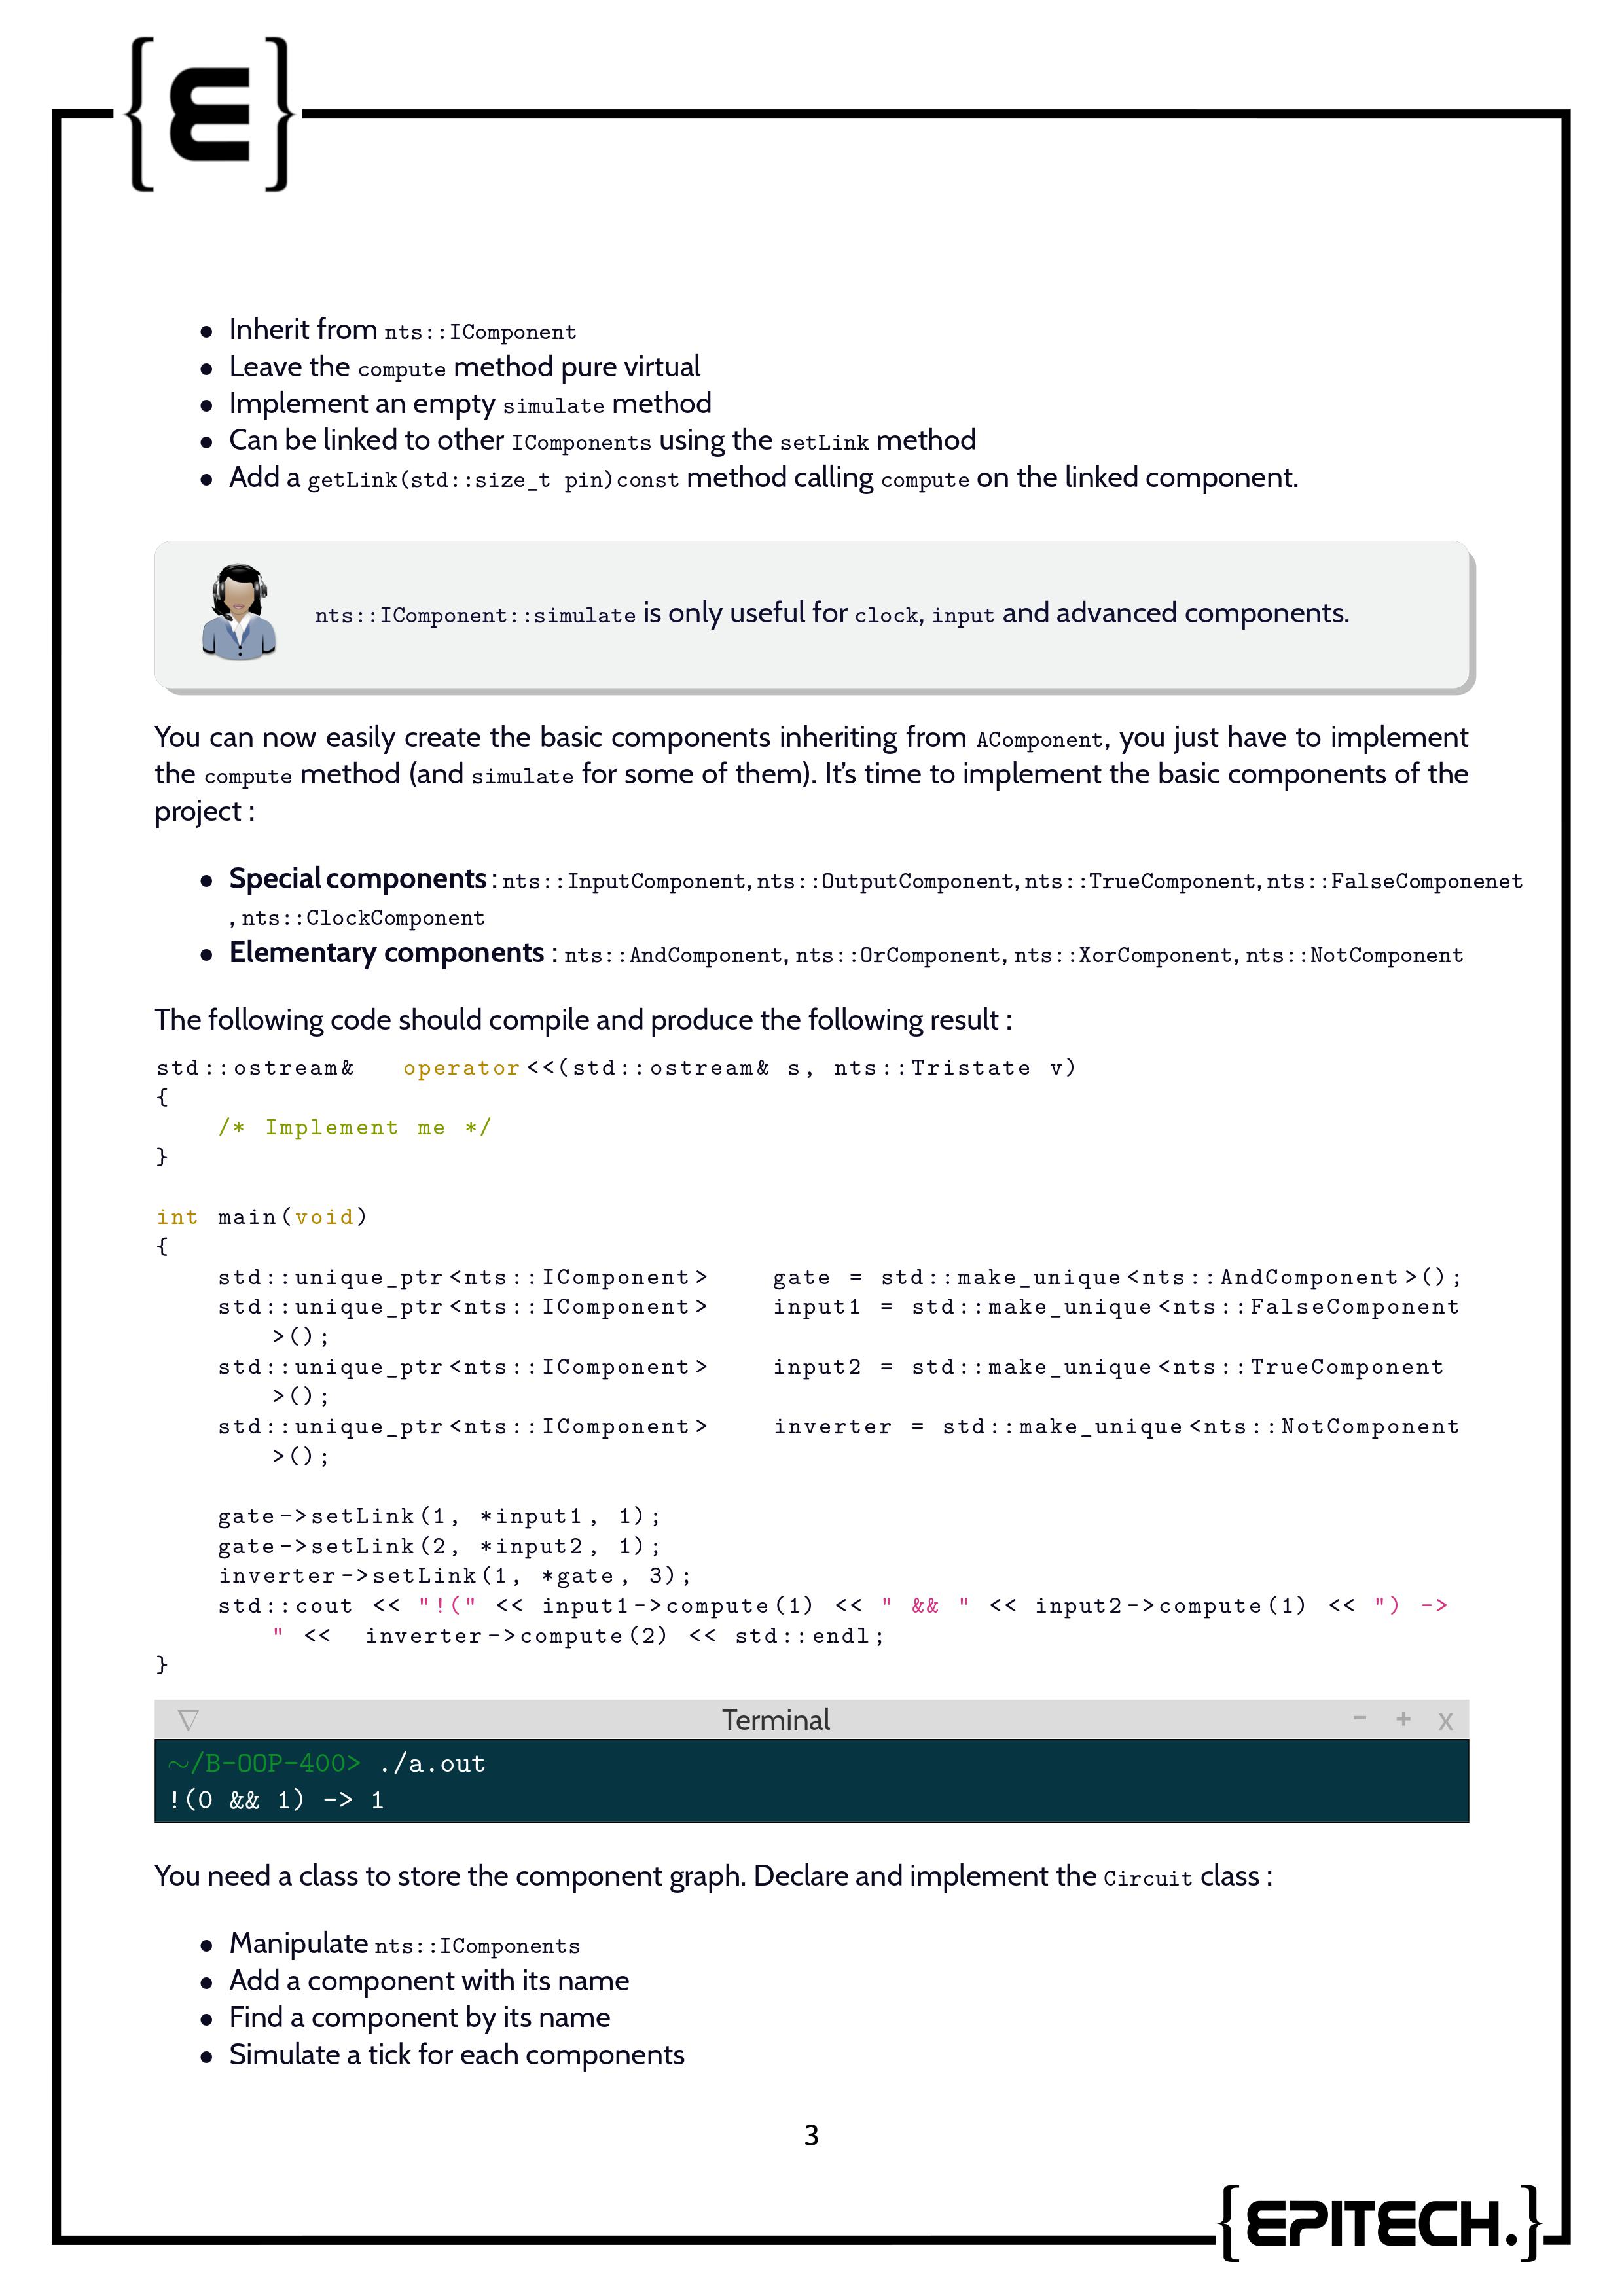 {E}
• Inherit from nts::IComponent
• Leave the compute method pure virtual
• Implement an empty simulate method
• Can be linked to other IComponents using the setLink method
• Add a getLink(std::size_t pin)const method calling compute on the linked component.
nts::IComponent::simulate is only useful for clock, input and advanced components.
You can now easily create the basic components inheriting from AComponent, you just have to implement
the compute method (and simulate for some of them). It's time to implement the basic components of the
project :
• Special components : nts::InputComponent, nts::OutputComponent, nts::TrueComponent, nts::FalseComponenet
, nts::ClockComponent
• Elementary components : nts::AndComponent, nts::OrComponent, nts::XorComponent, nts::NotComponent
The following code should compile and produce the following result :
std::ostream&   operator<<(std::ostream& s, nts::Tristate v)
{
    /* Implement me */
}
int main(void)
{
    std::unique_ptr<nts::IComponent>    gate = std::make_unique<nts::AndComponent>();
    std::unique_ptr<nts::IComponent>    input1 = std::make_unique<nts::FalseComponent
        >();
    std::unique_ptr<nts::IComponent>    input2 = std::make_unique<nts::TrueComponent
        >();
    std::unique_ptr<nts::IComponent>    inverter = std::make_unique<nts::NotComponent
        >();
    gate->setLink(1, *input1, 1);
    gate->setLink(2, *input2, 1);
    inverter->setLink(1, *gate, 3);
    std::cout << "!(" << input1->compute(1) << " && " << input2->compute(1) << ") ->
        " <<  inverter->compute(2) << std::endl;
}
▽ Terminal - + x
~/B-OOP-400> ./a.out
!(0 && 1) -> 1
You need a class to store the component graph. Declare and implement the Circuit class :
• Manipulate nts::IComponents
• Add a component with its name
• Find a component by its name
• Simulate a tick for each components
3
{EPITECH.}